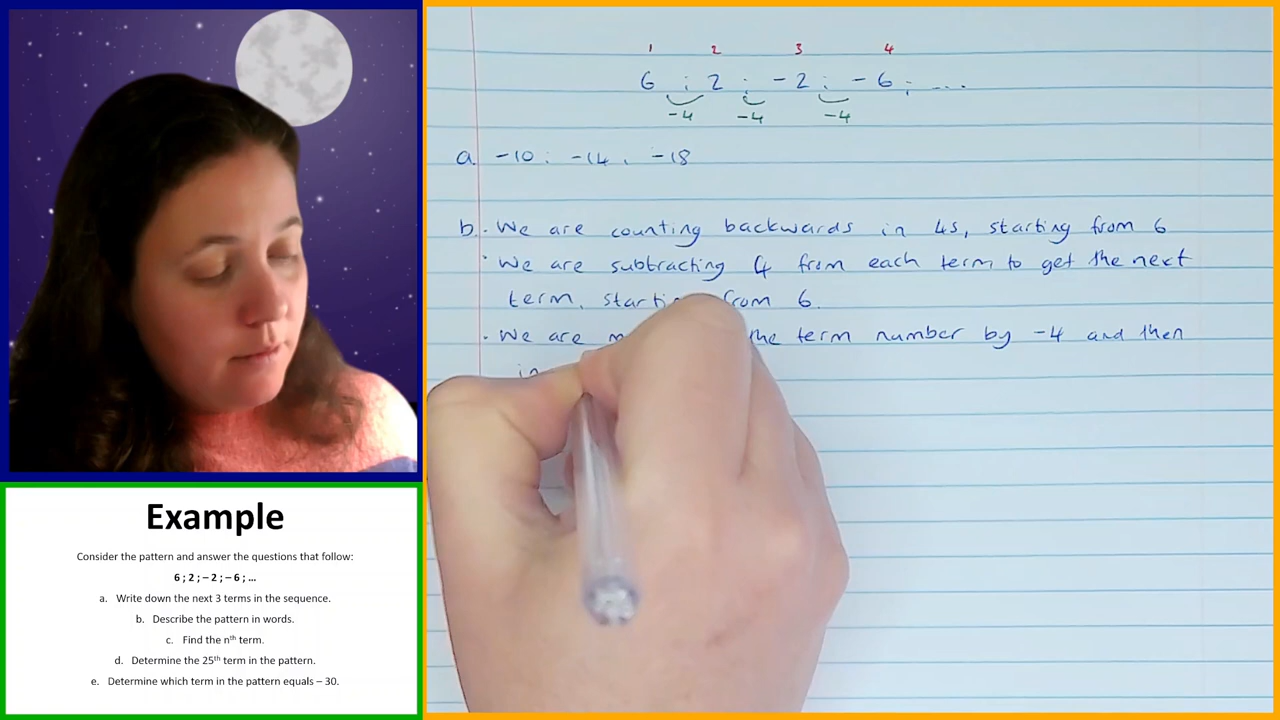 1 2 3 4
6 ; 2 ; -2 ; -6 ; ...
-4 -4 -4
a. -10 ; -14 ; -18
b. · We are counting backwards in 4s, starting from 6
· We are subtracting 4 from each term to get the next
term, from 6.
· We are the term number by -4 and then
Example
Consider the pattern and answer the questions that follow:
6 ; 2 ; – 2 ; – 6 ; ...
a. Write down the next 3 terms in the sequence.
b. Describe the pattern in words.
c. Find the nth term.
d. Determine the 25th term in the pattern.
e. Determine which term in the pattern equals – 30.